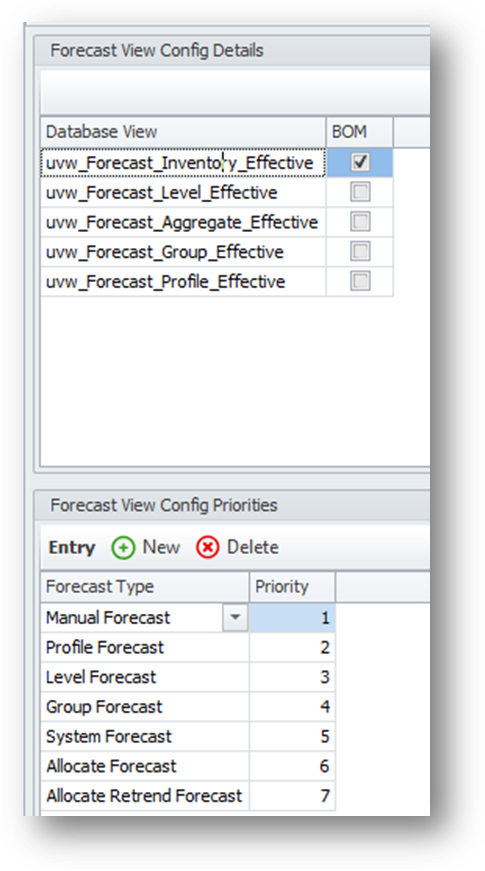 Forecast View Config Details
Database View BOM
uvw_Forecast_Inventory_Effective
uvw_Forecast_Level_Effective
uvw_Forecast_Aggregate_Effective
uvw_Forecast_Group_Effective
uvw_Forecast_Profile_Effective
Forecast View Config Priorities
Entry New Delete
Forecast Type Priority
Manual Forecast 1
Profile Forecast 2
Level Forecast 3
Group Forecast 4
System Forecast 5
Allocate Forecast 6
Allocate Retrend Forecast 7